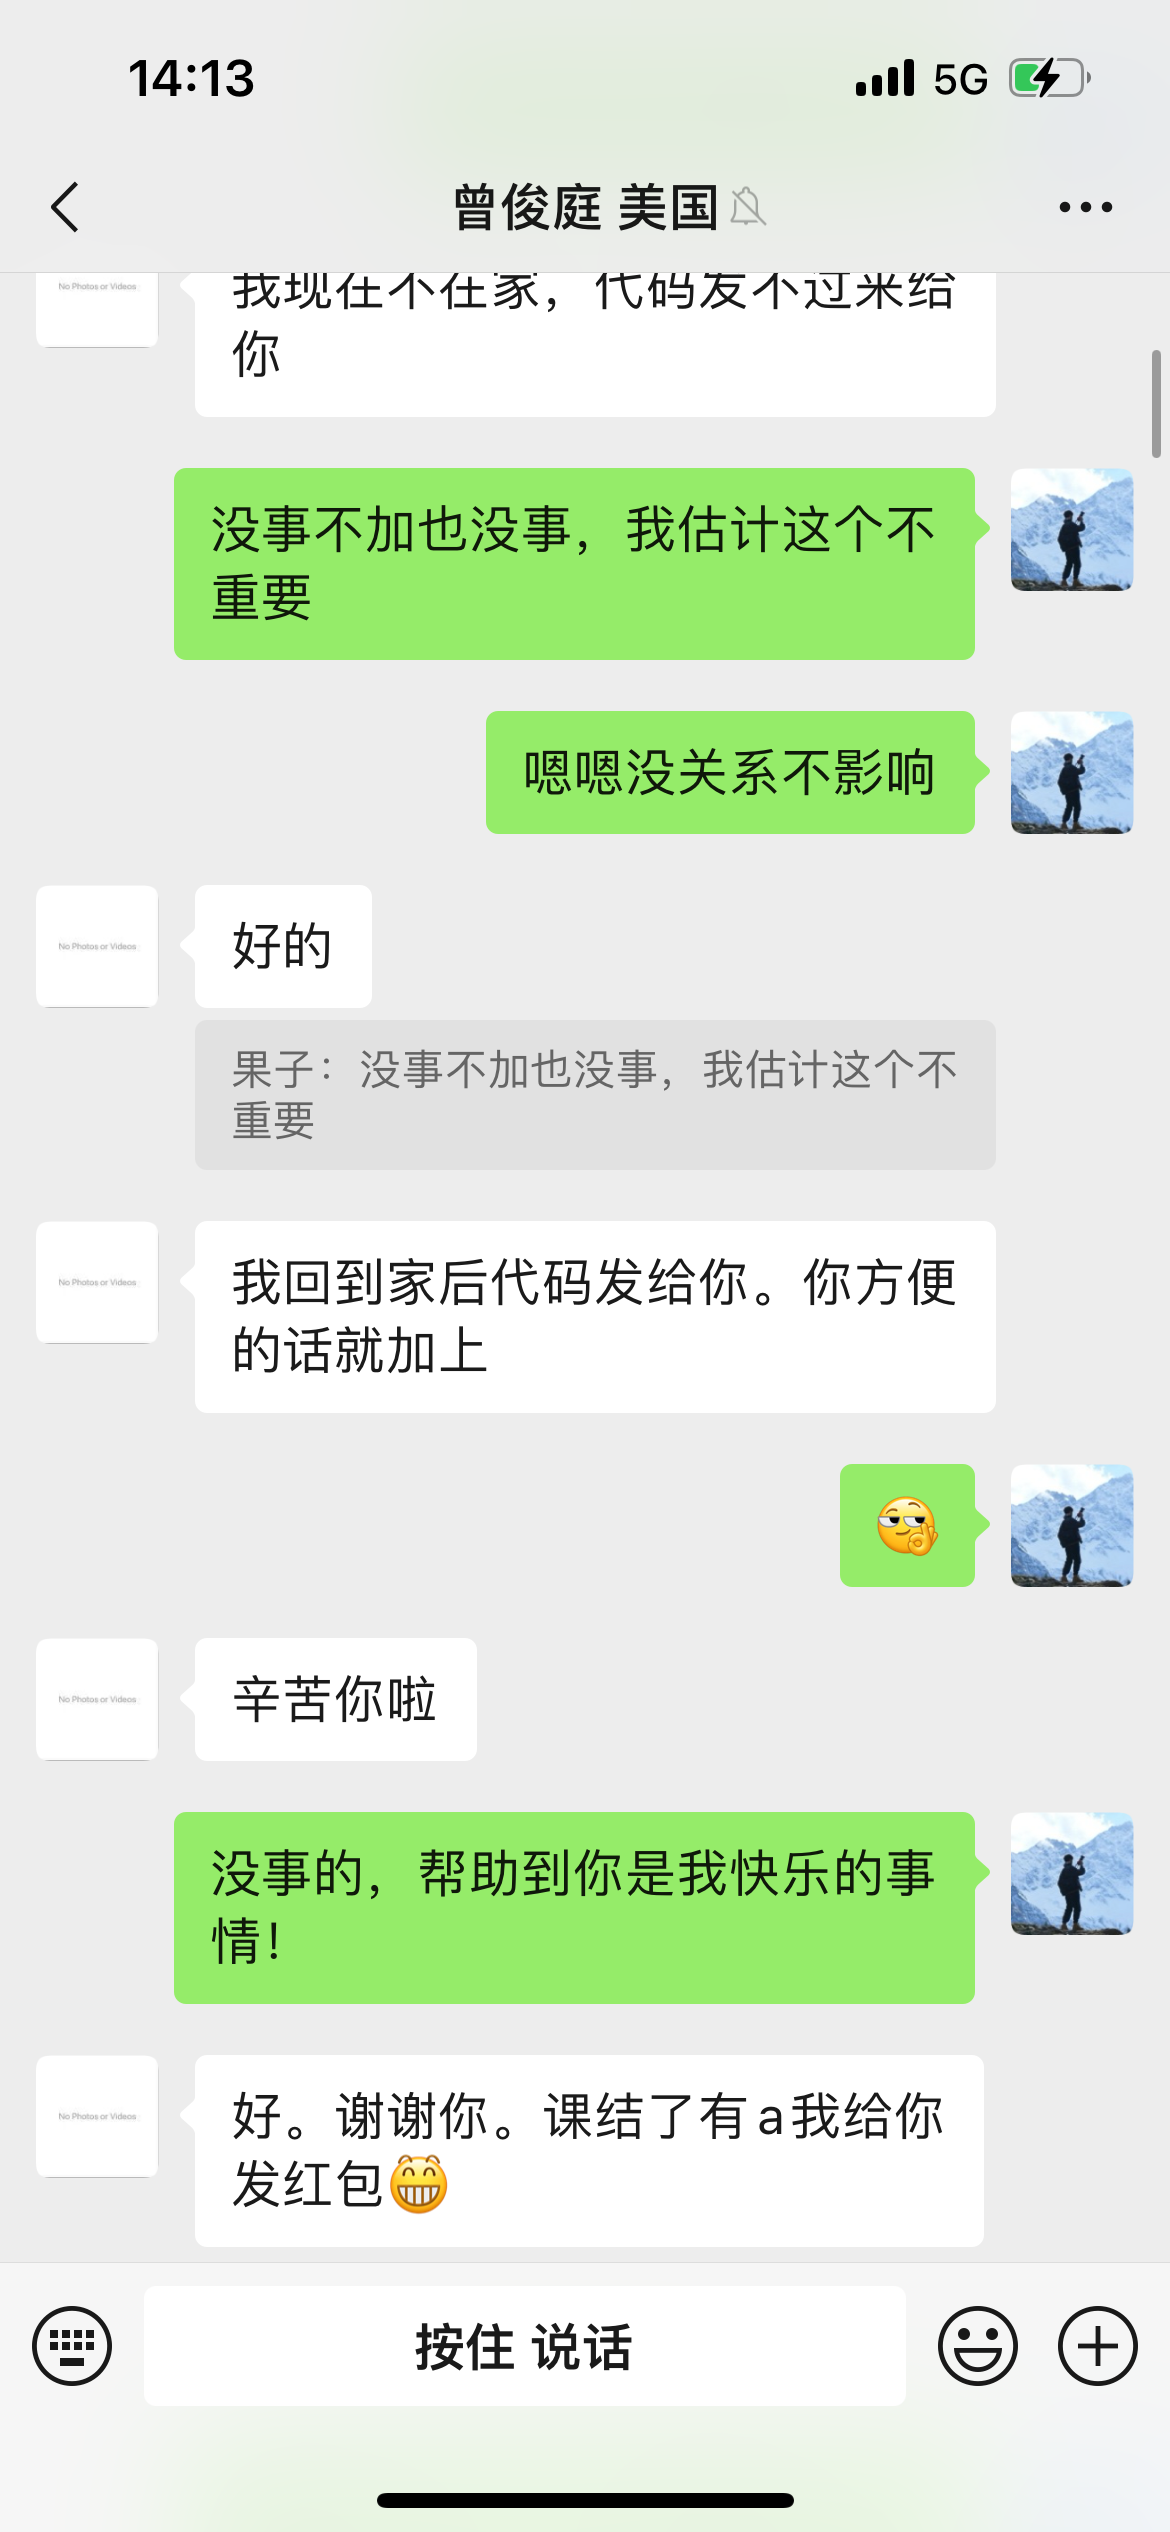 14:13
5G
曾俊庭 美国
No Photos or Videos
我现在不在家，代码发不过来给
你
没事不加也没事，我估计这个不
重要
嗯嗯没关系不影响
No Photos or Videos
好的
果子：没事不加也没事，我估计这个不
重要
No Photos or Videos
我回到家后代码发给你。你方便
的话就加上
No Photos or Videos
辛苦你啦
没事的，帮助到你是我快乐的事
情！
No Photos or Videos
好。谢谢你。课结了有a我给你
发红包😁
按住 说话